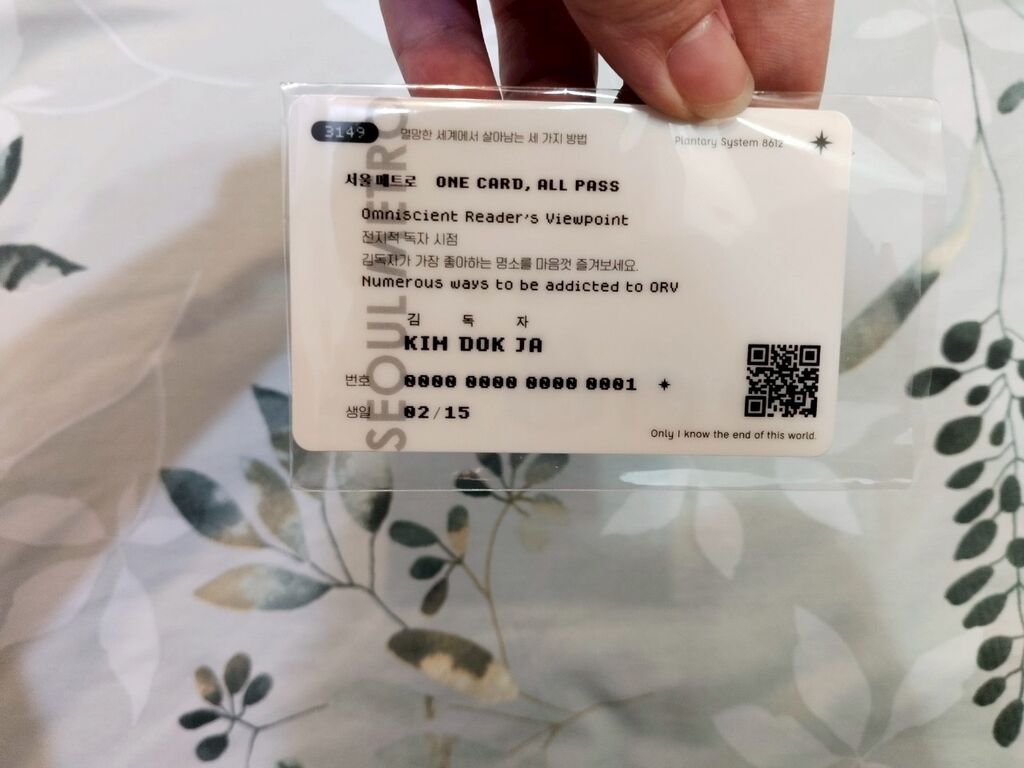 3149 멸망한 세계에서 살아남는 세 가지 방법 Plantary System 8612
서울 메트로 ONE CARD, ALL PASS
Omniscient Reader's Viewpoint
전지적 독자 시점
김독자가 가장 좋아하는 명소를 마음껏 즐겨보세요.
Numerous ways to be addicted to ORV
김 독 자
KIM DOK JA
번호 0000 0000 0000 0001
생일 02/15
Only I know the end of this world.
SEOUL METRO